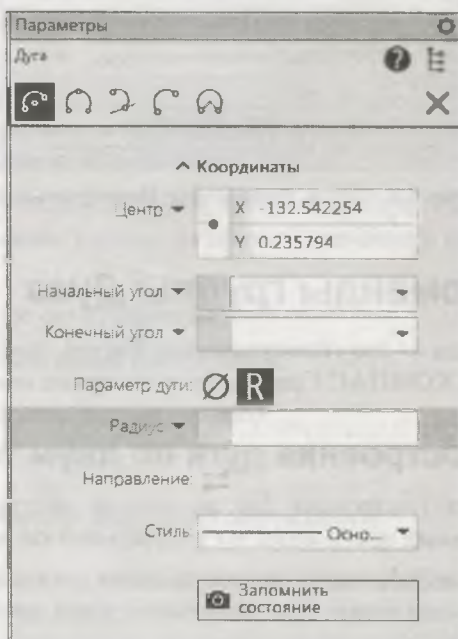 Параметры
Дуга
Координаты
Центр
X -132.542254
Y 0.235794
Начальный угол
Конечный угол
Параметр дуги: Ø R
Радиус
Направление:
Стиль: Осно...
Запомнить
состояние